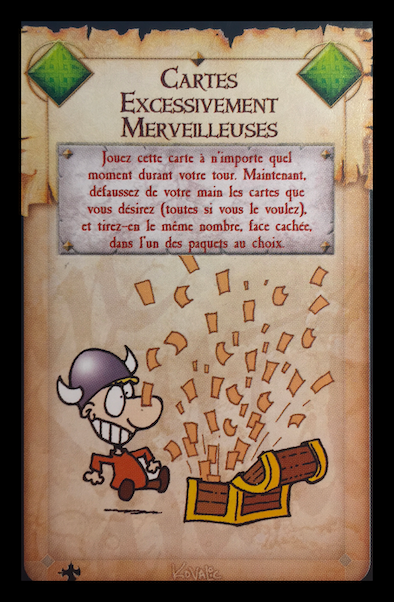 Cartes
Excessivement
Merveilleuses
Jouez cette carte à n'importe quel
moment durant votre tour. Maintenant,
défaussez de votre main les cartes que
vous désirez (toutes si vous le voulez),
et tirez-en le même nombre, face cachée,
dans l'un des paquets au choix.
Kovalic